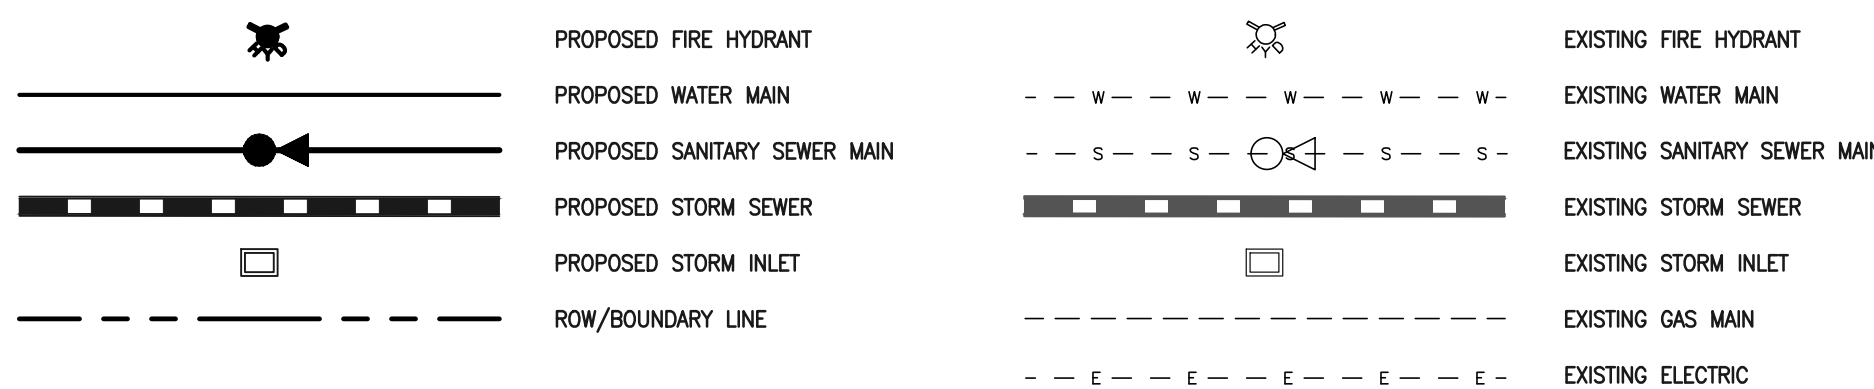 HYD PROPOSED FIRE HYDRANT
PROPOSED WATER MAIN
PROPOSED SANITARY SEWER MAIN
PROPOSED STORM SEWER
PROPOSED STORM INLET
ROW/BOUNDARY LINE
HYD EXISTING FIRE HYDRANT
W W W W W EXISTING WATER MAIN
S S S S S EXISTING SANITARY SEWER MAIN
EXISTING STORM SEWER
EXISTING STORM INLET
EXISTING GAS MAIN
E E E E E EXISTING ELECTRIC